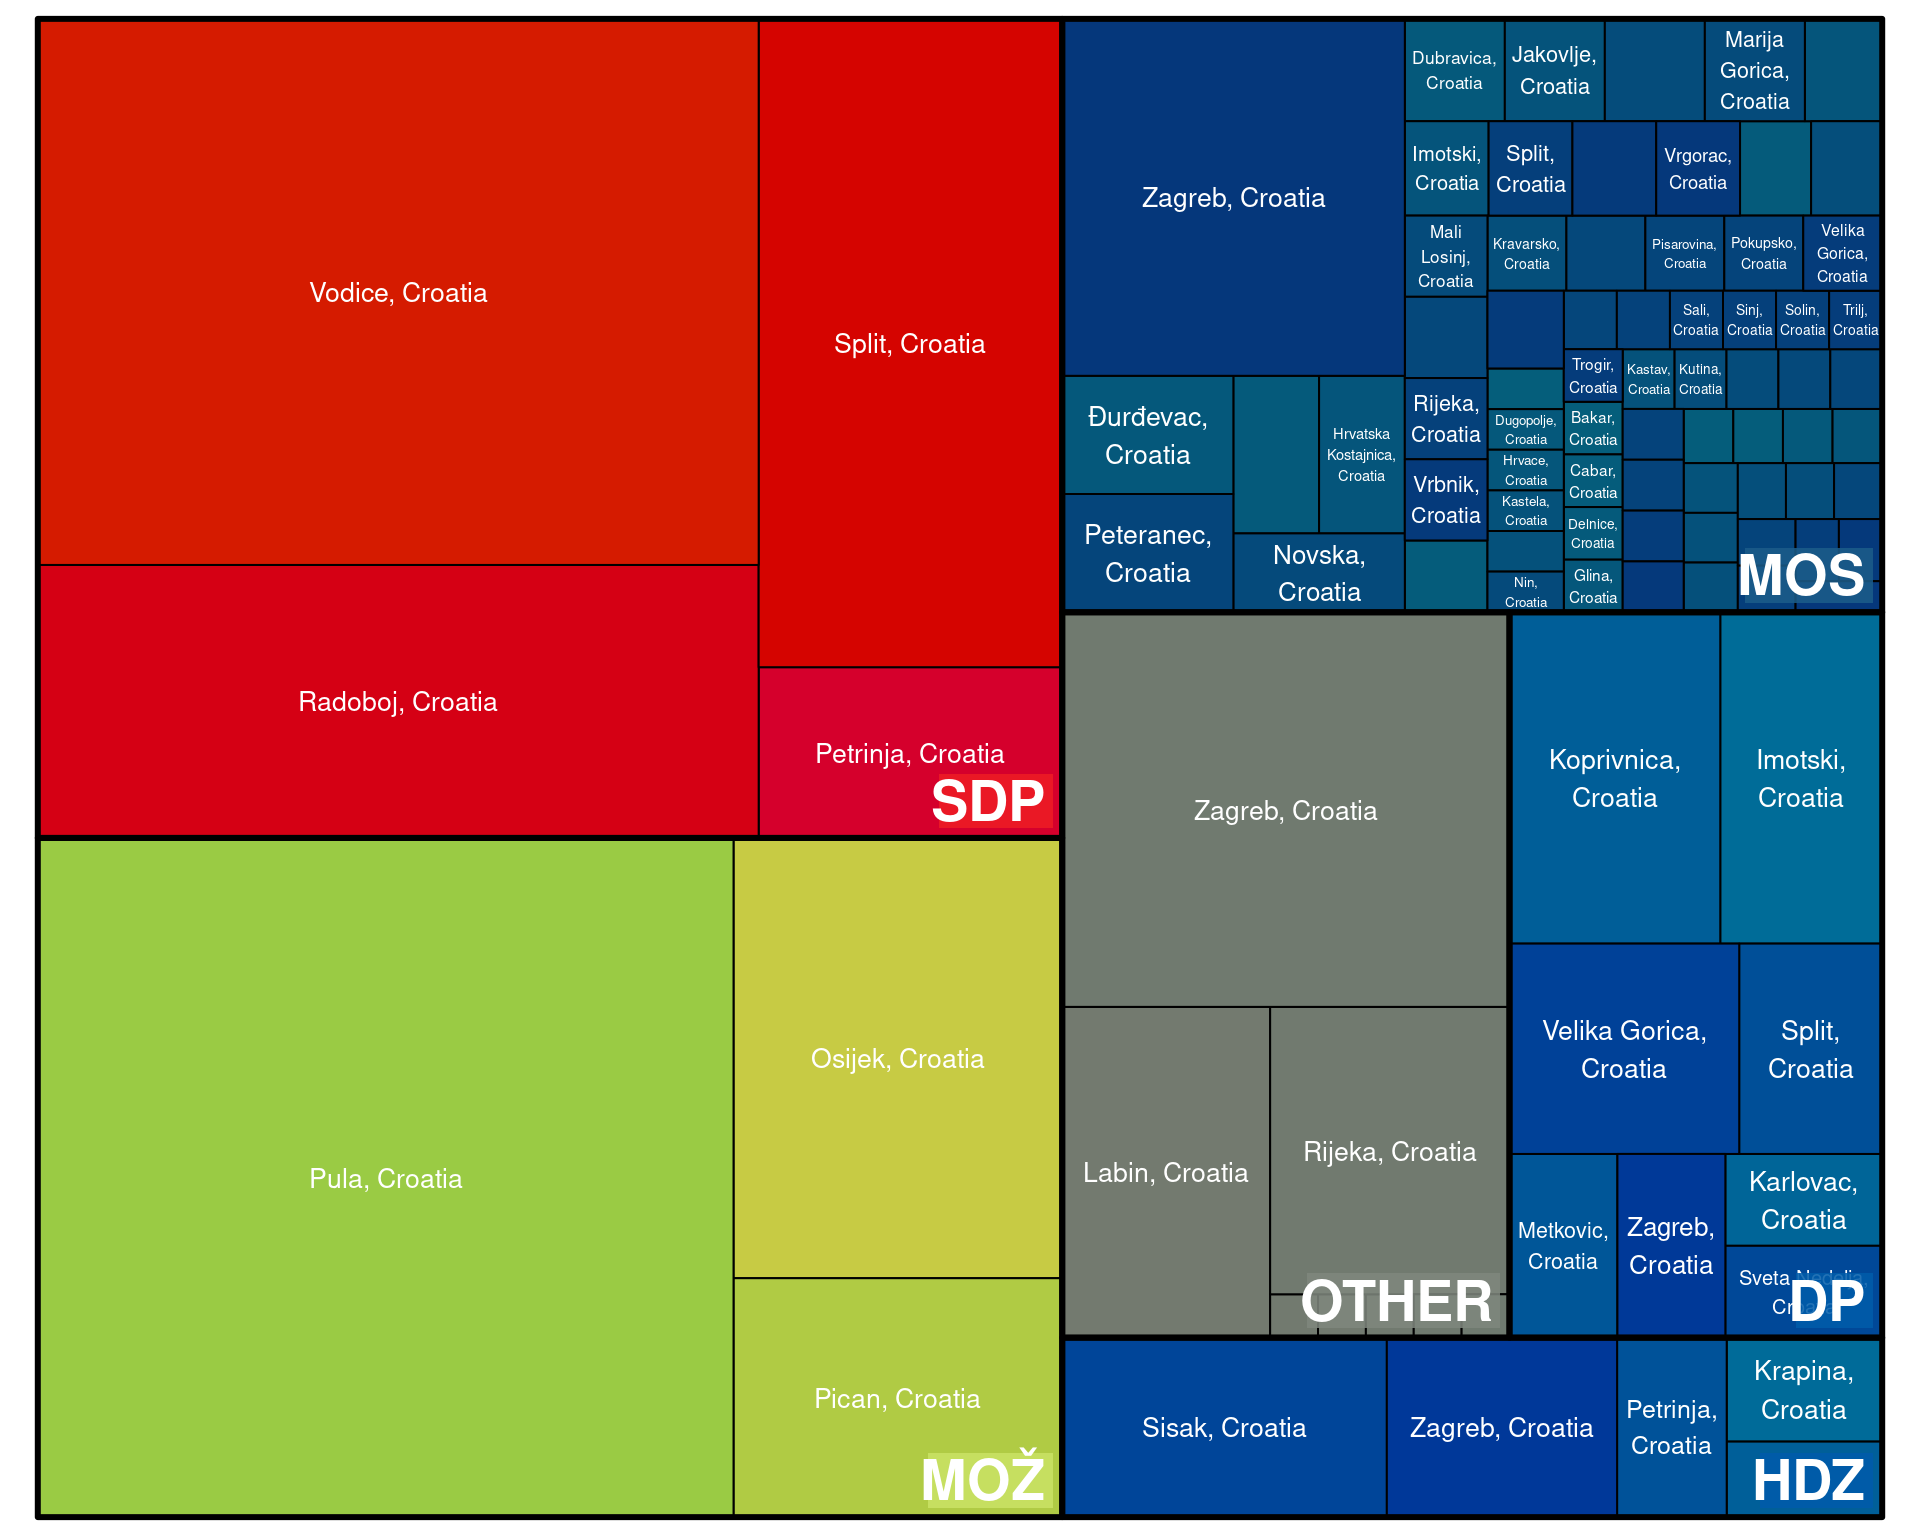 Vodice, Croatia
Split, Croatia
Radoboj, Croatia
Petrinja, Croatia
SDP
Pula, Croatia
Osijek, Croatia
Pican, Croatia
MOŽ
Zagreb, Croatia
Đurđevac,
Croatia
Peteranec,
Croatia
Hrvatska
Kostajnica,
Croatia
Novska,
Croatia
Dubravica,
Croatia
Jakovlje,
Croatia
Marija
Gorica,
Croatia
Imotski,
Croatia
Split,
Croatia
Vrgorac,
Croatia
Mali
Losinj,
Croatia
Kravarsko,
Croatia
Pisarovina,
Croatia
Pokupsko,
Croatia
Velika
Gorica,
Croatia
Rijeka,
Croatia
Vrbnik,
Croatia
Sali,
Croatia
Sinj,
Croatia
Solin,
Croatia
Trilj,
Croatia
Trogir,
Croatia
Kastav,
Croatia
Kutina,
Croatia
Dugopolje,
Croatia
Hrvace,
Croatia
Kastela,
Croatia
Nin,
Croatia
Bakar,
Croatia
Cabar,
Croatia
Delnice,
Croatia
Glina,
Croatia
MOS
Zagreb, Croatia
Labin, Croatia
Rijeka, Croatia
OTHER
Koprivnica,
Croatia
Imotski,
Croatia
Velika Gorica,
Croatia
Split,
Croatia
Metkovic,
Croatia
Zagreb,
Croatia
Karlovac,
Croatia
Sveta Nedelja,
Croatia
DP
Sisak, Croatia
Zagreb, Croatia
Petrinja,
Croatia
Krapina,
Croatia
HDZ